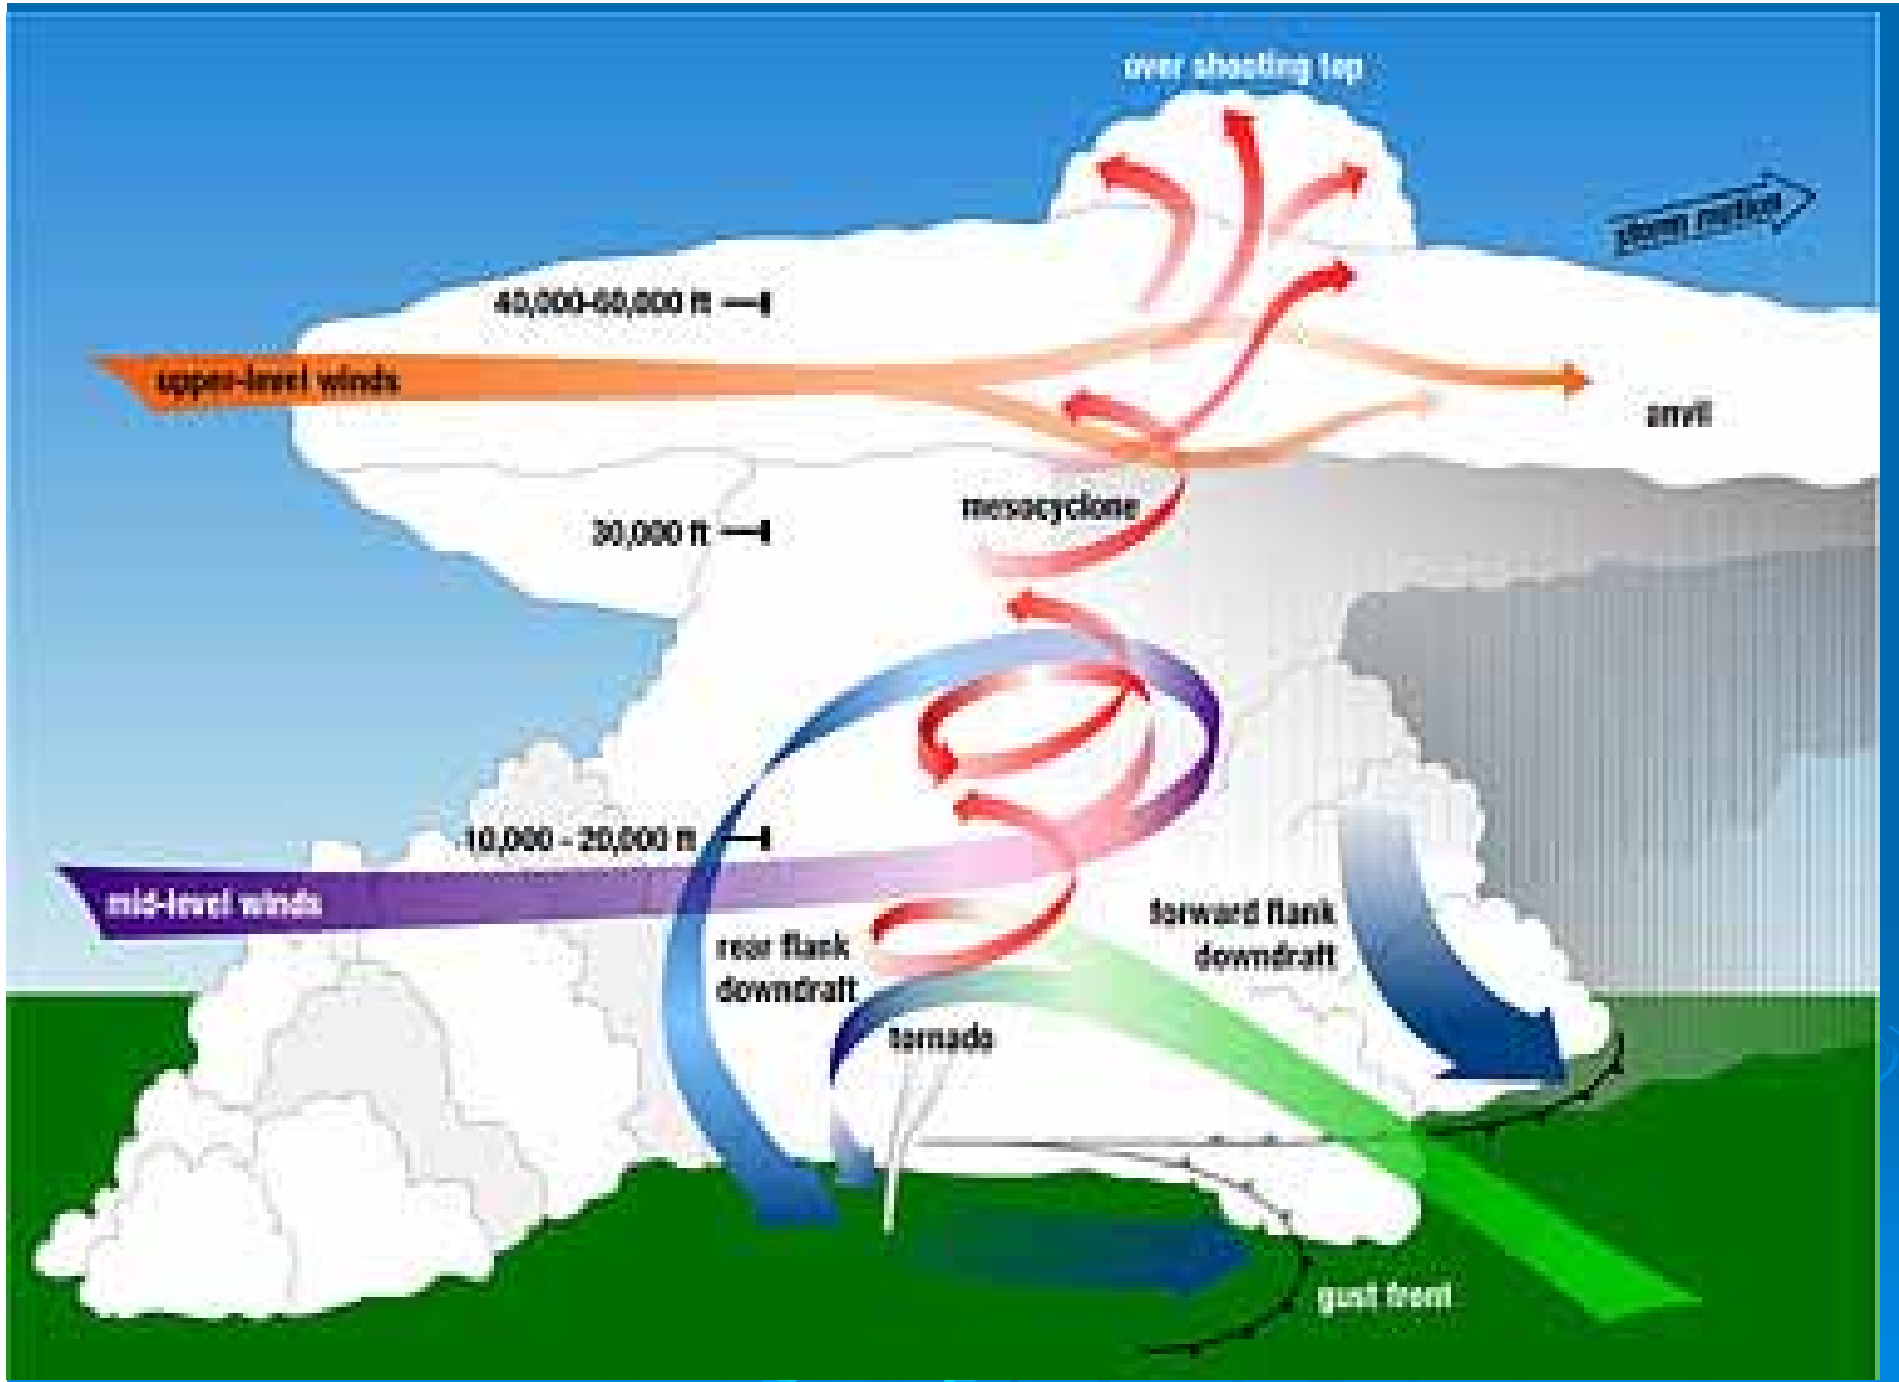 over shooting top
storm motion
40,000-60,000 ft
upper-level winds
anvil
mesocyclone
30,000 ft
10,000 - 20,000 ft
mid-level winds
forward flank
downdraft
rear flank
downdraft
tornado
gust front